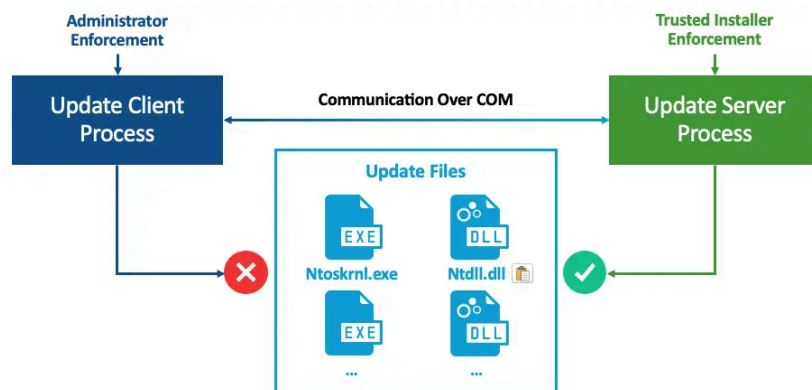 Administrator
Enforcement
Trusted Installer
Enforcement
Update Client
Process
Communication Over COM
Update Server
Process
Update Files
EXE
DLL
Ntoskrnl.exe
Ntdll.dll
EXE
DLL
...
...